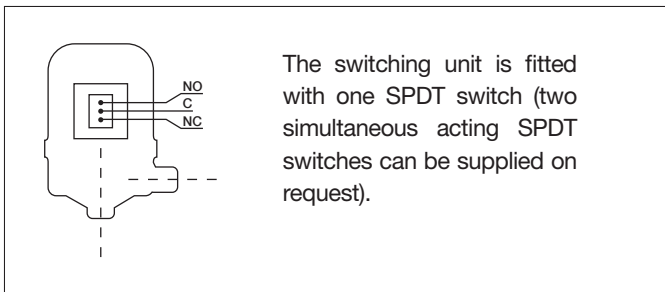 NO
C
NC
The switching unit is fitted
with one SPDT switch (two
simultaneous acting SPDT
switches can be supplied on
request).